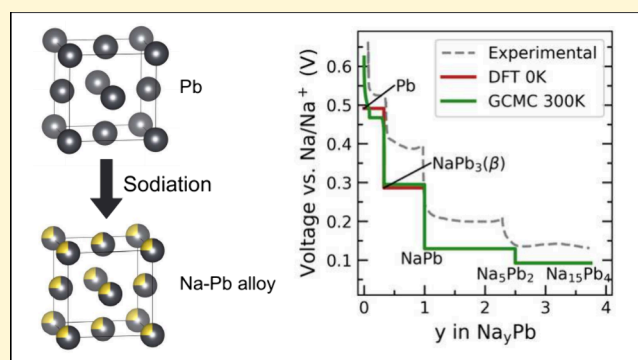 Pb
Sodiation
Na-Pb alloy
Voltage vs. Na/Na⁺ (V)
0.7
0.6
0.5
0.4
0.3
0.2
0.1
Experimental
DFT 0K
GCMC 300K
Pb
NaPb₃(β)
NaPb
Na₅Pb₂
Na₁₅Pb₄
0
1
2
3
4
y in NaᵧPb